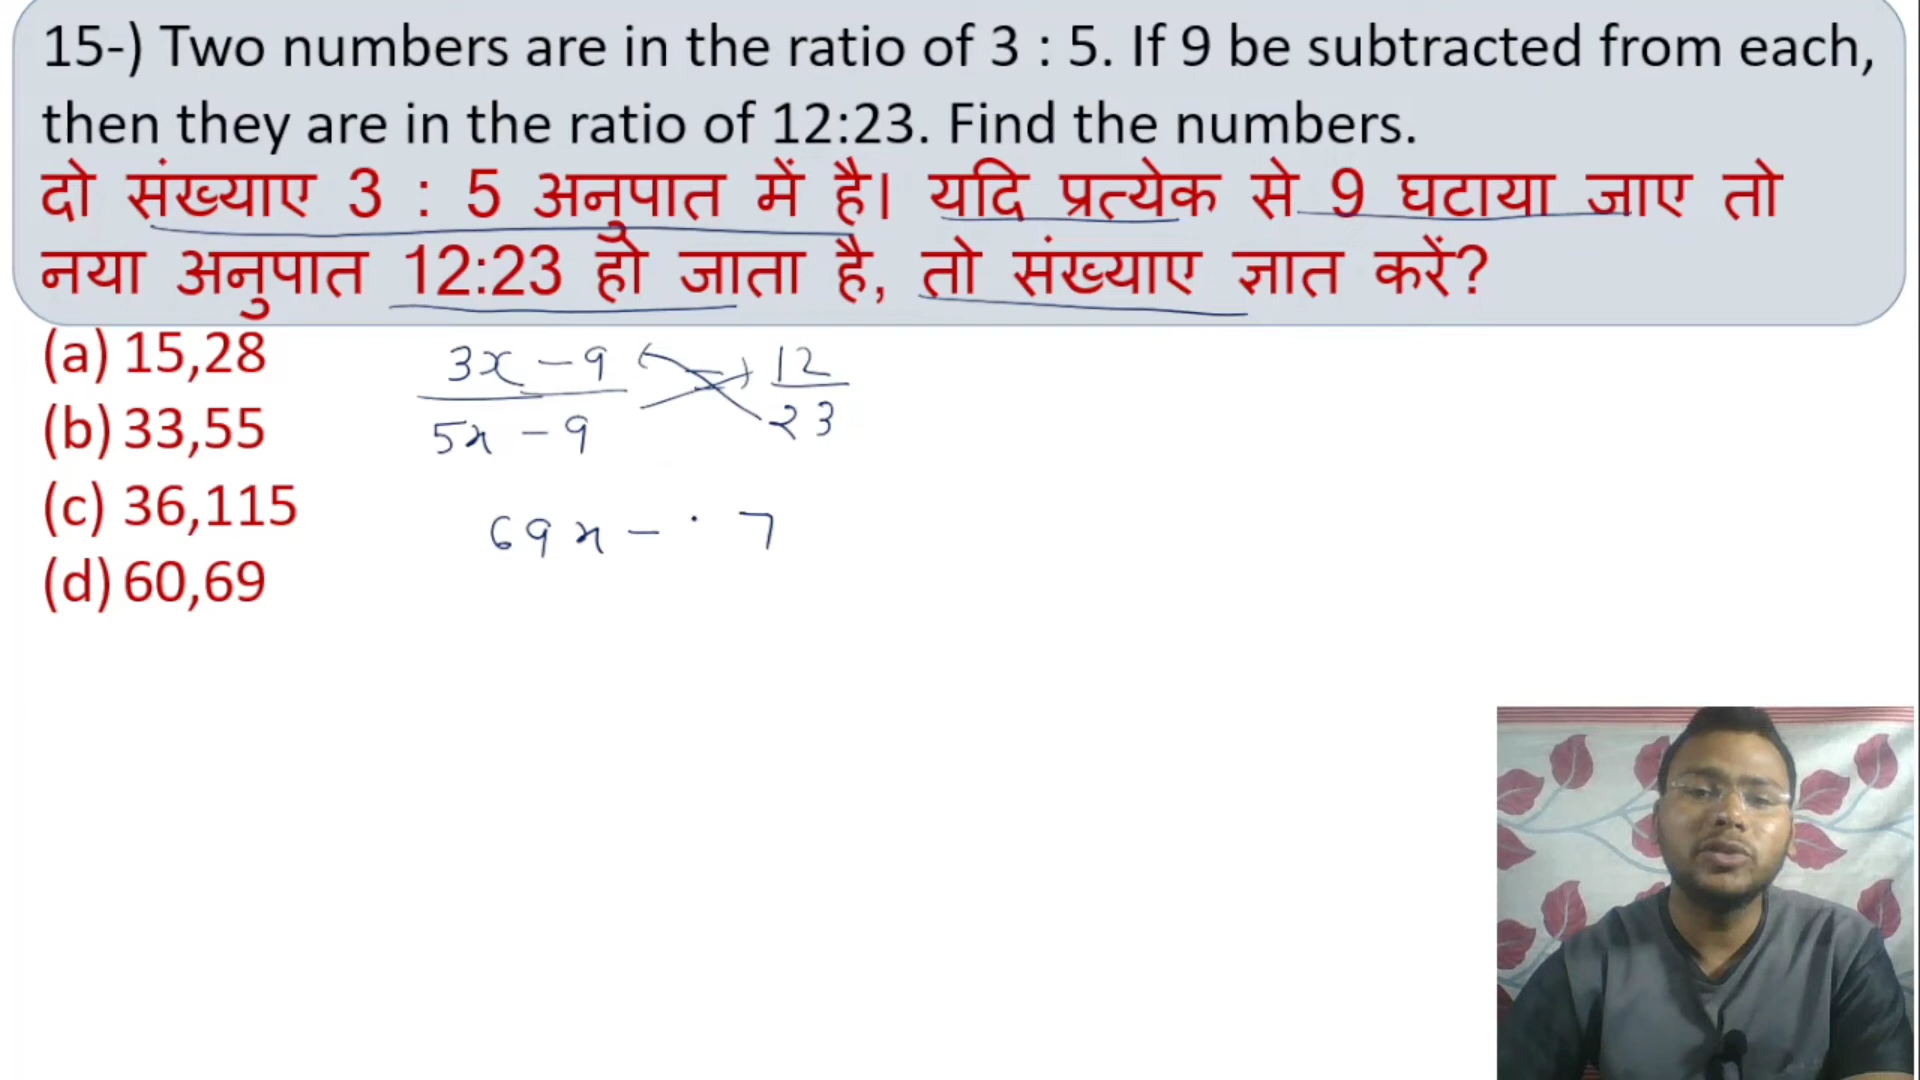 15-) Two numbers are in the ratio of 3 : 5. If 9 be subtracted from each,
then they are in the ratio of 12:23. Find the numbers.
दो संख्याए 3 : 5 अनुपात में है। यदि प्रत्येक से 9 घटाया जाए तो
नया अनुपात 12:23 हो जाता है, तो संख्याए ज्ञात करें?
(a) 15,28
(b) 33,55
(c) 36,115
(d) 60,69
3x - 9 = 12
5x - 9 23
69x - 7